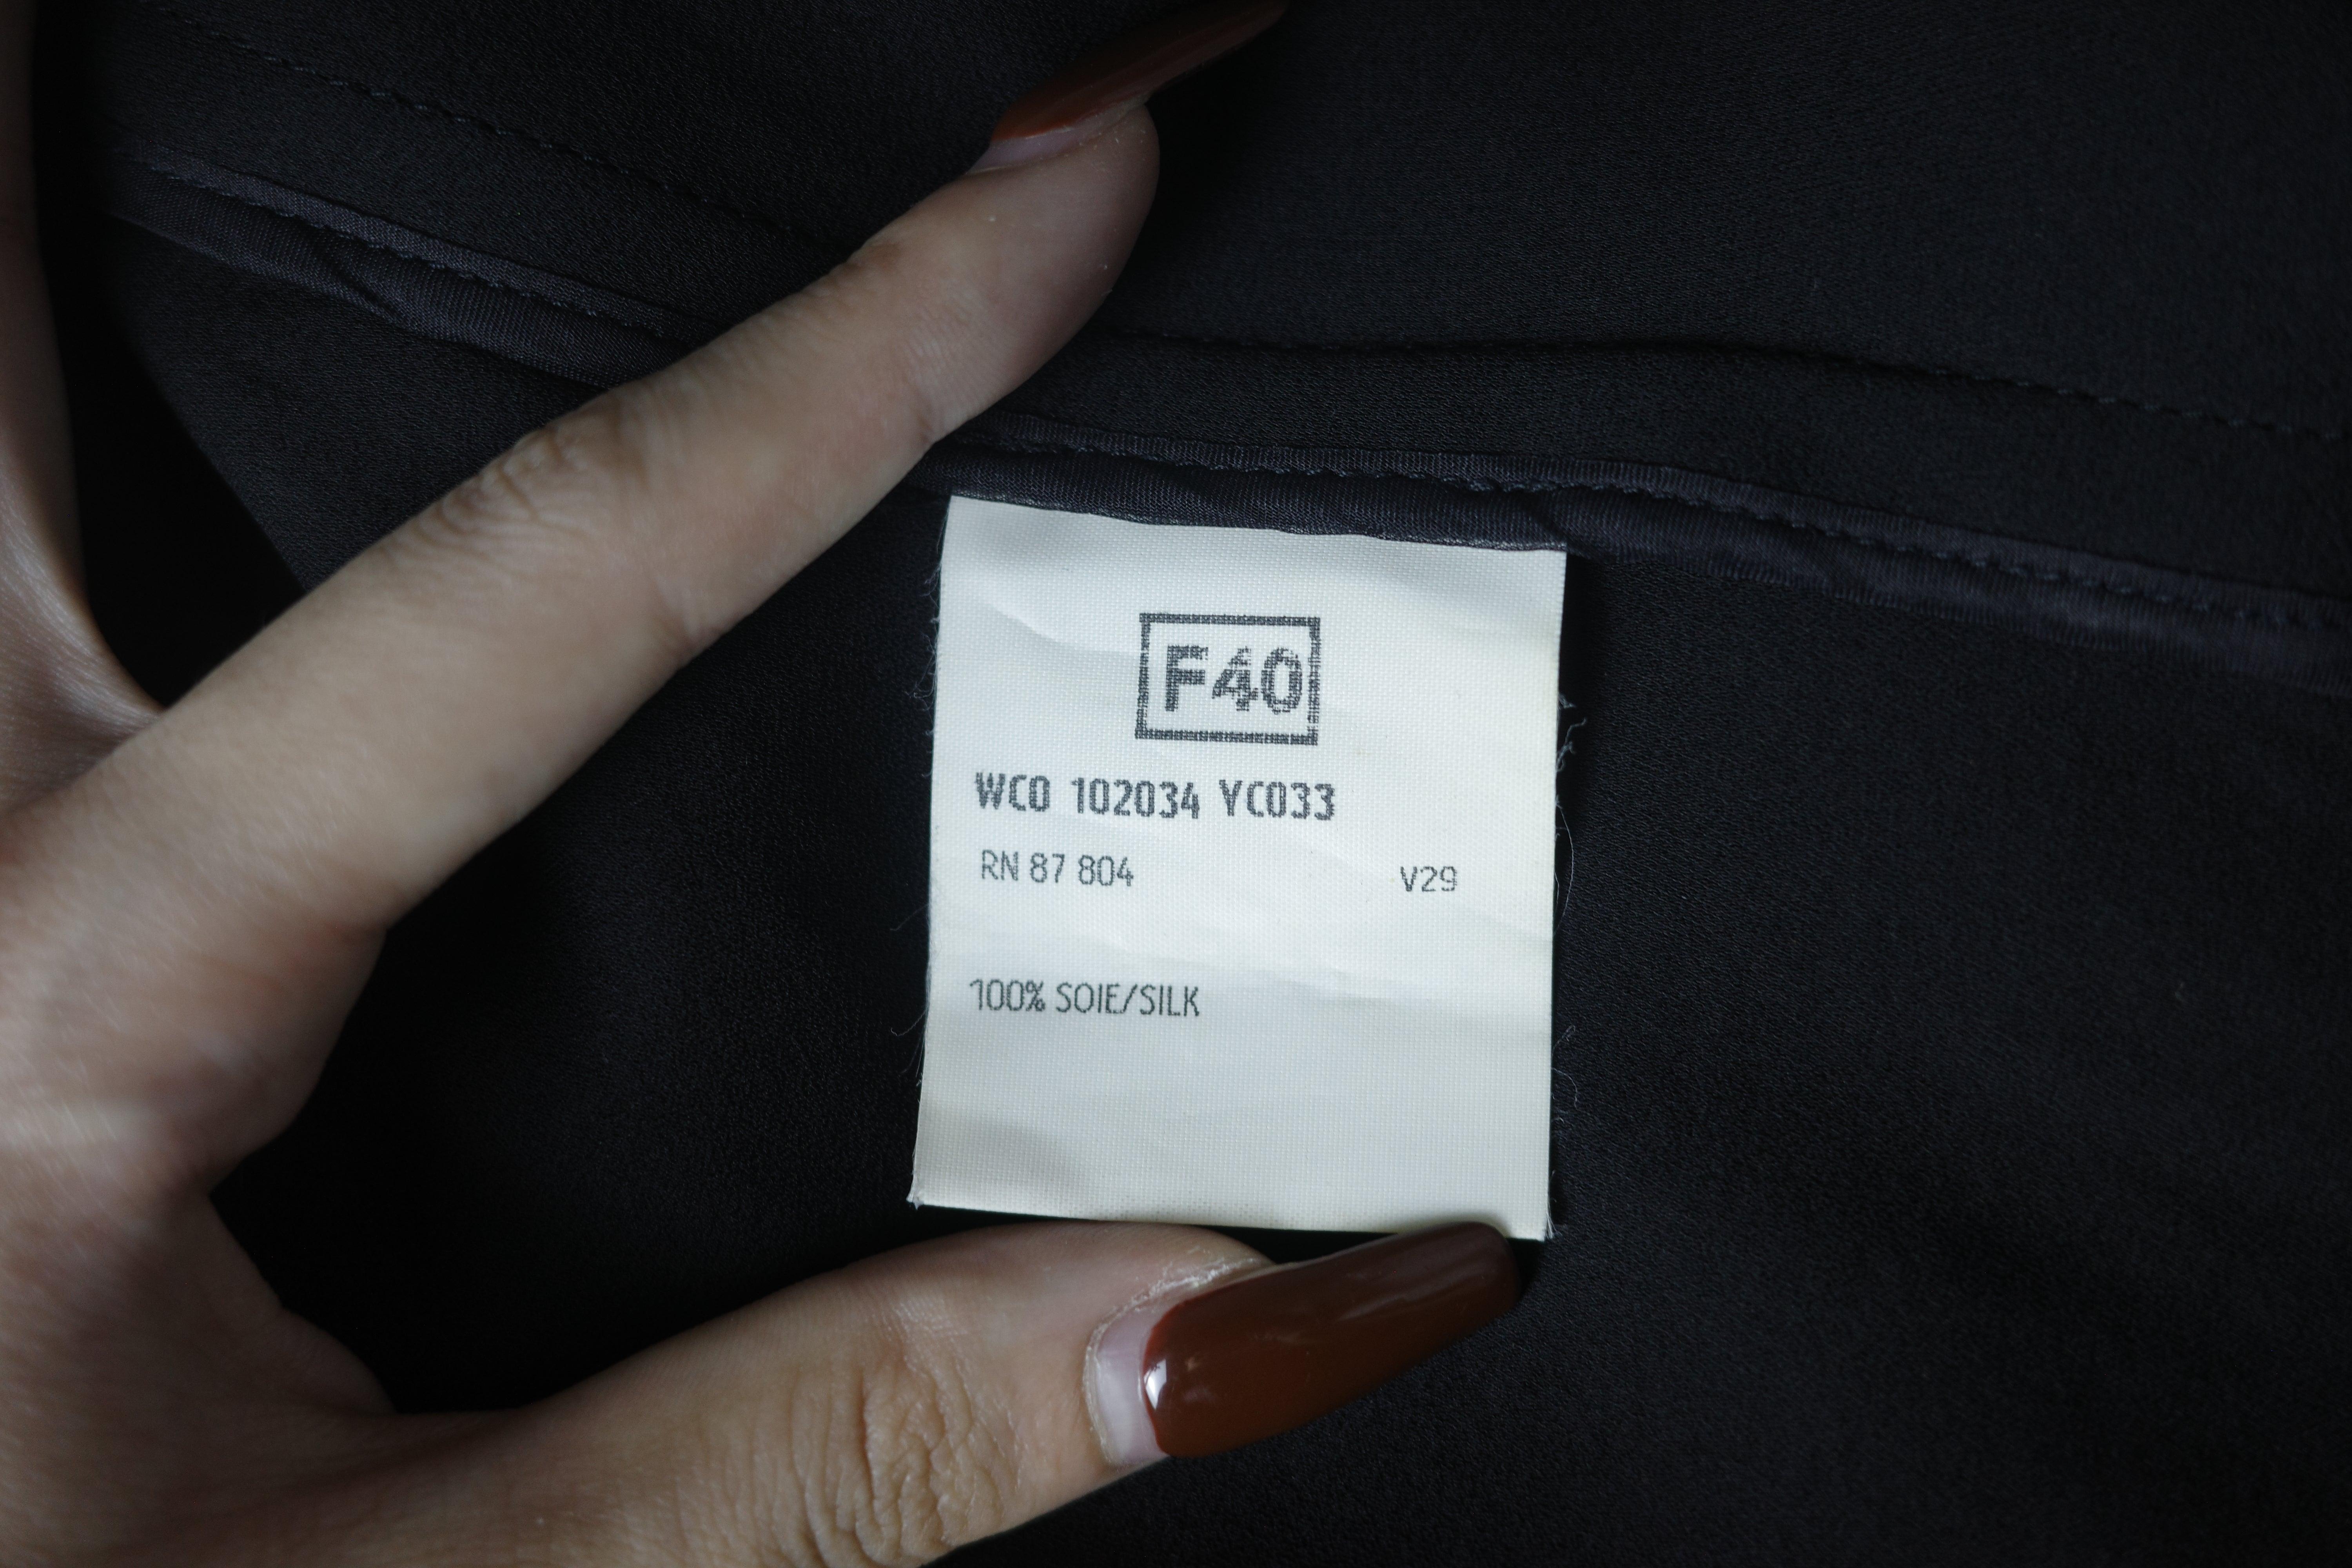 F40
WCO 102034 YC033
RN 87 804 V29
100% SOIE/SILK